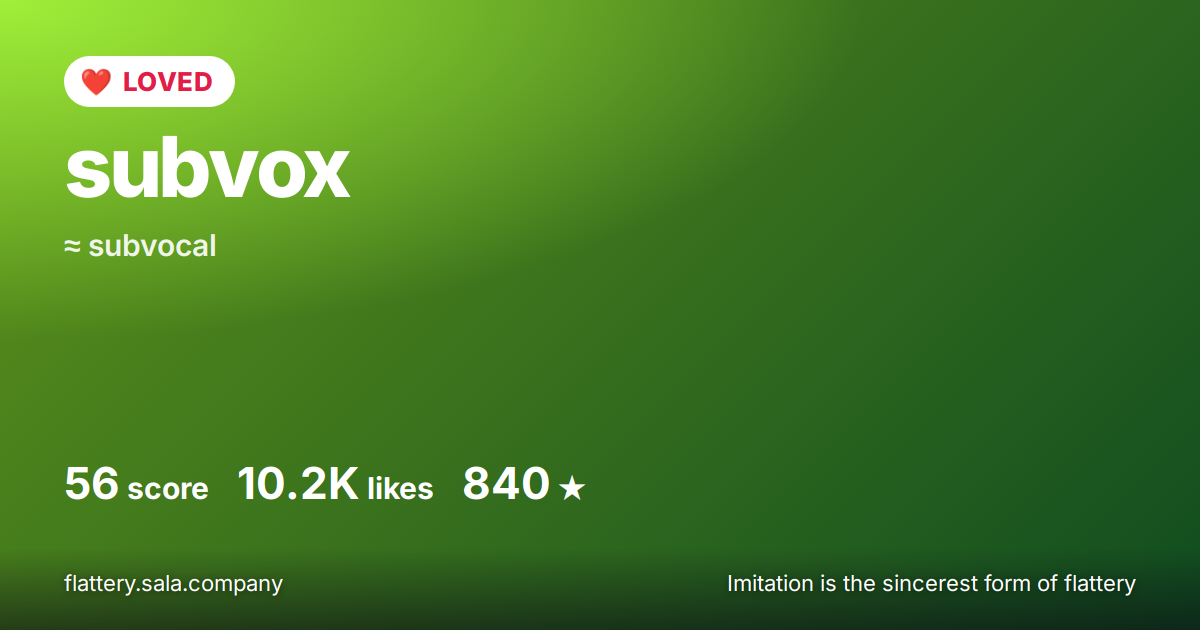 ❤️ LOVED
subvox
≈ subvocal
56 score 10.2K likes 840 ★
flattery.sala.company
Imitation is the sincerest form of flattery